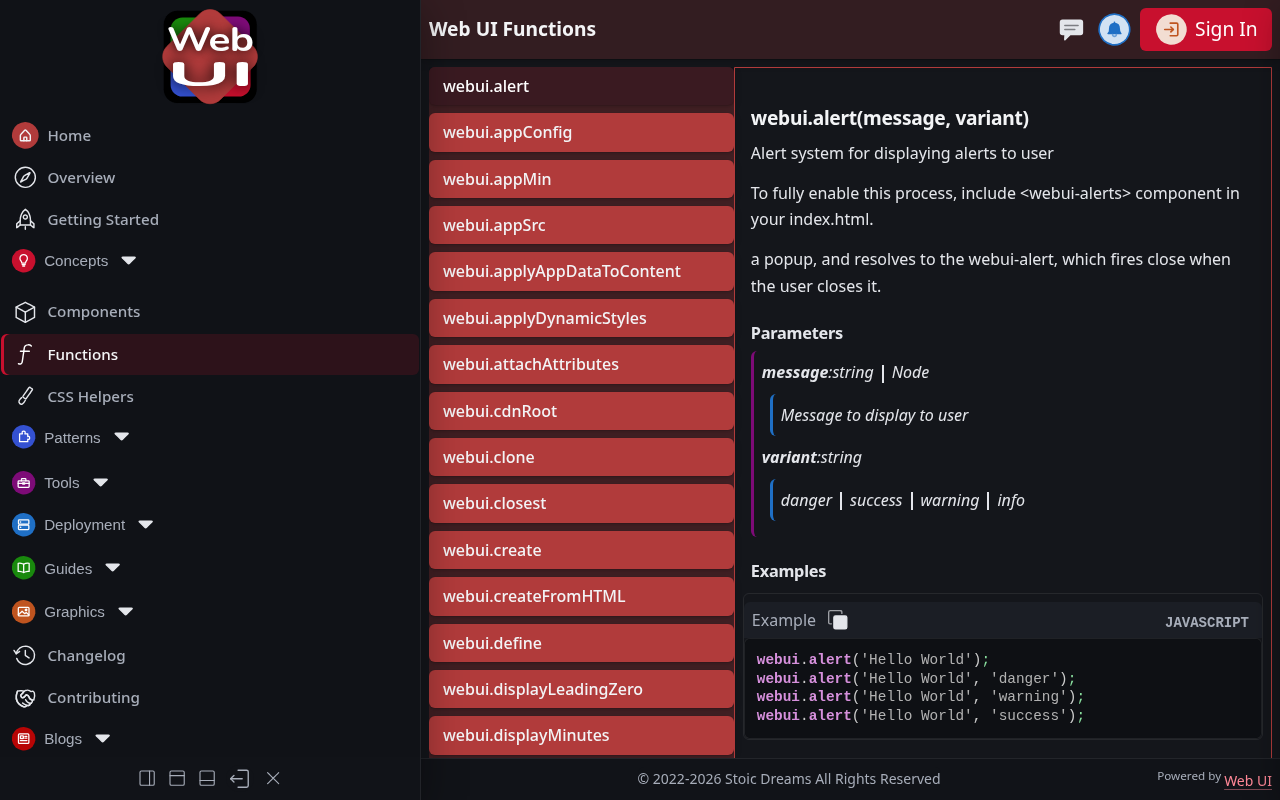 Web
UI
Home
Overview
Getting Started
Concepts
Components
Functions
CSS Helpers
Patterns
Tools
Deployment
Guides
Graphics
Changelog
Contributing
Blogs
Web UI Functions
Sign In
webui.alert
webui.appConfig
webui.appMin
webui.appSrc
webui.applyAppDataToContent
webui.applyDynamicStyles
webui.attachAttributes
webui.cdnRoot
webui.clone
webui.closest
webui.create
webui.createFromHTML
webui.define
webui.displayLeadingZero
webui.displayMinutes
webui.alert(message, variant)
Alert system for displaying alerts to user
To fully enable this process, include <webui-alerts> component in
your index.html.
a popup, and resolves to the webui-alert, which fires close when
the user closes it.
Parameters
message:string | Node
Message to display to user
variant:string
danger | success | warning | info
Examples
Example
JAVASCRIPT
webui.alert('Hello World');
webui.alert('Hello World', 'danger');
webui.alert('Hello World', 'warning');
webui.alert('Hello World', 'success');
© 2022-2026 Stoic Dreams All Rights Reserved
Powered by Web UI